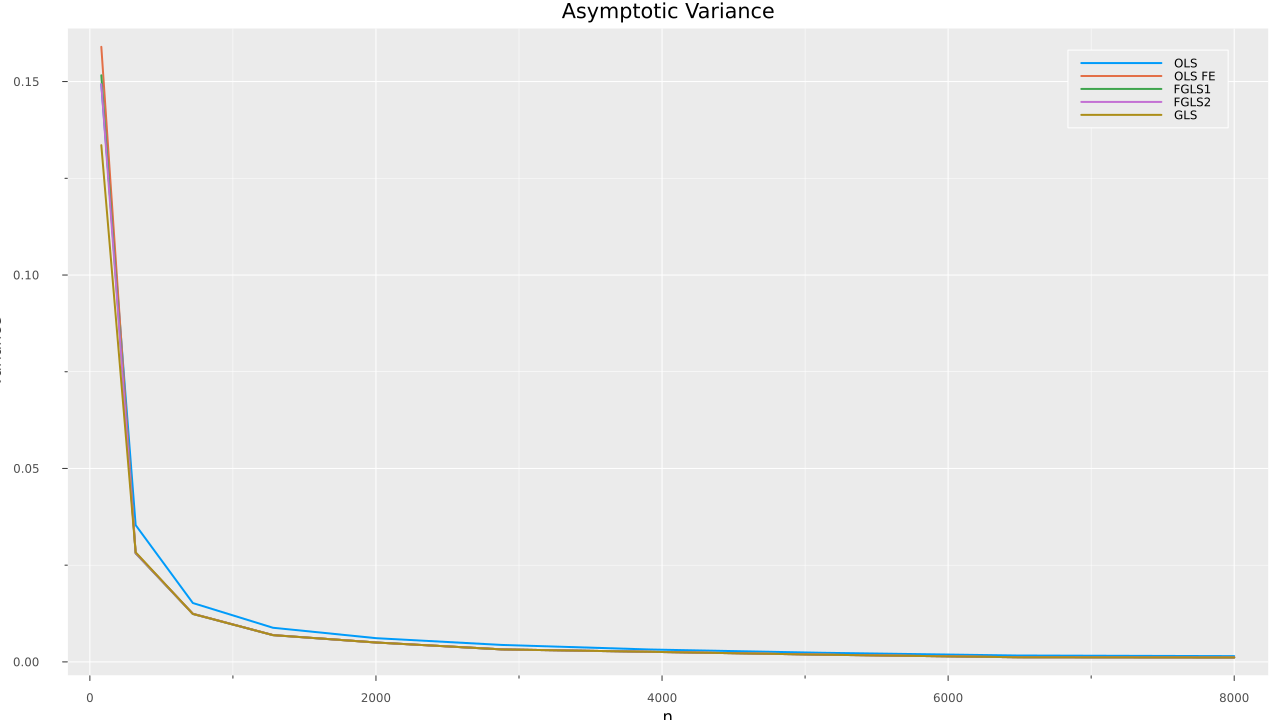 Asymptotic Variance
OLS
OLS FE
FGLS1
FGLS2
GLS
0.15
0.10
0.05
0.00
0
2000
4000
6000
8000
n